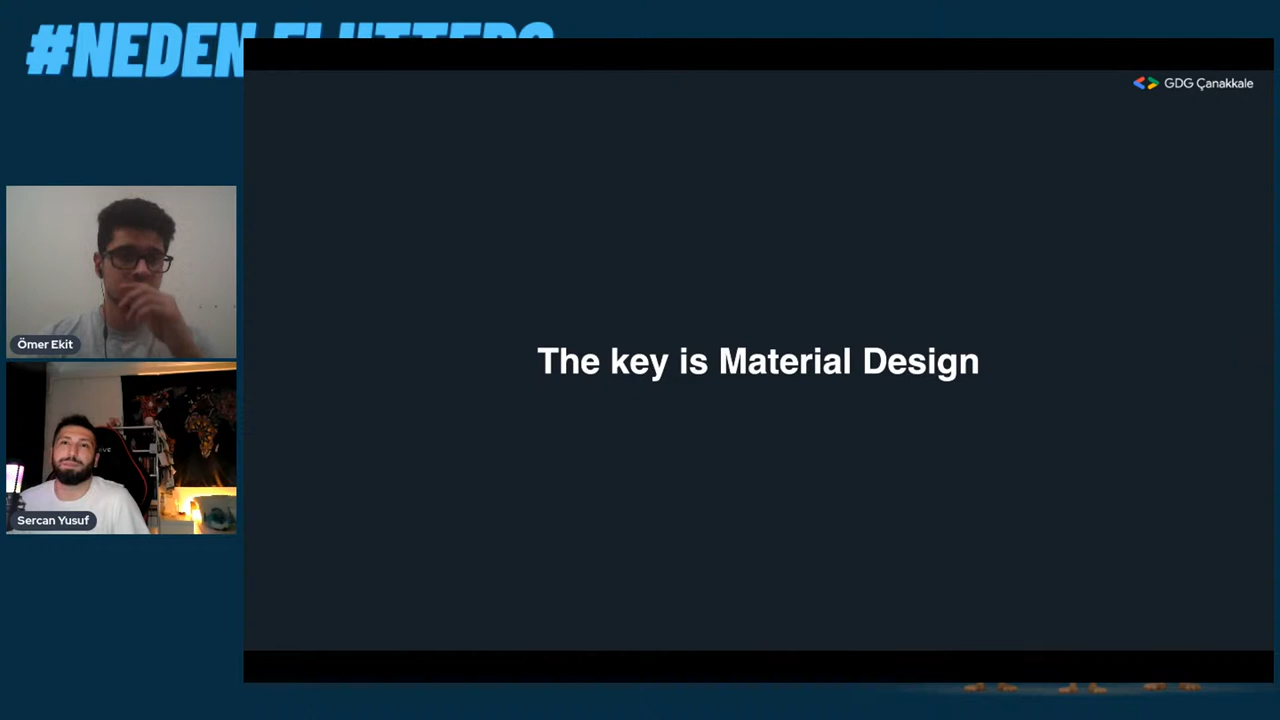 #NEDEN
GDG Çanakkale
Ömer Ekit
The key is Material Design
Sercan Yusuf